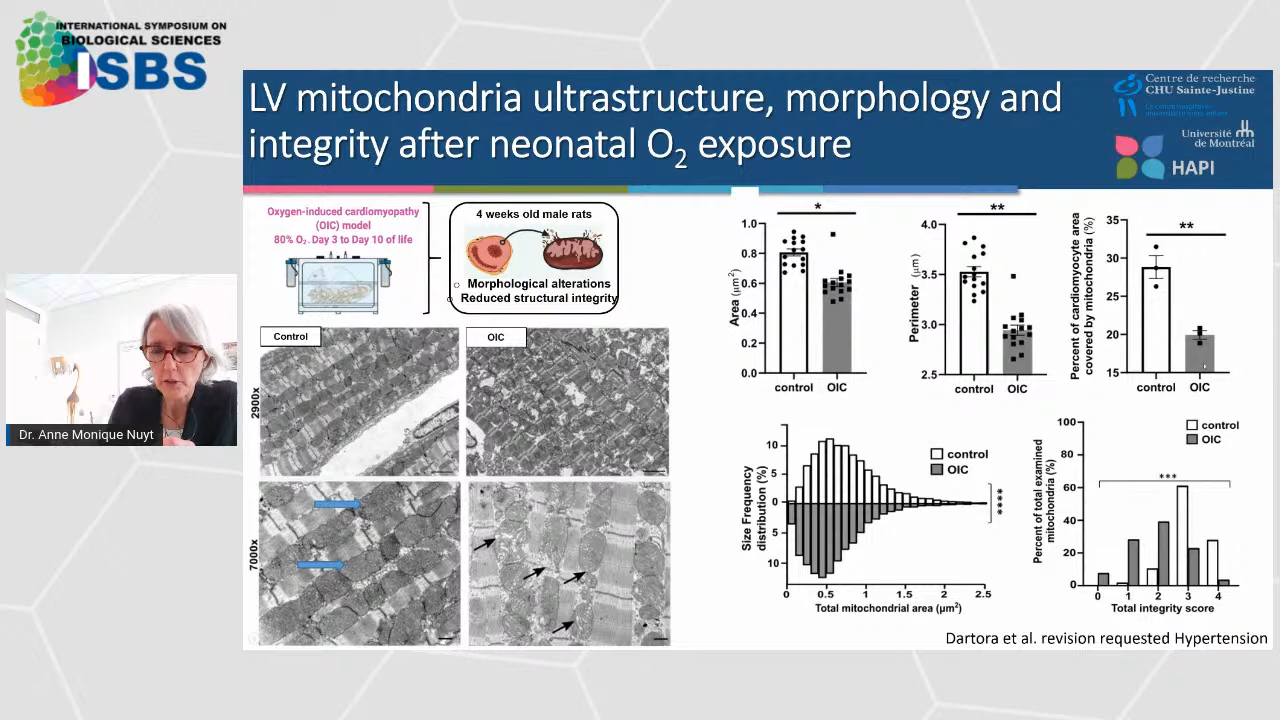 INTERNATIONAL SYMPOSIUM ON
BIOLOGICAL SCIENCES
ISBS
LV mitochondria ultrastructure, morphology and
integrity after neonatal O₂ exposure
Centre de recherche
CHU Sainte-Justine
Université
de Montréal
HAPI
Oxygen-induced cardiomyopathy
(OIC) model
80% O₂. Day 3 to Day 10 of life
4 weeks old male rats
Morphological alterations
Reduced structural integrity
Control
OIC
2900x
7000x
Dr. Anne Monique Nuyt
*
1.0
0.8
0.6
0.4
0.2
0.0
Area (µm²)
control OIC
**
4.0
3.5
3.0
2.5
Perimeter (µm)
control OIC
**
35
30
25
20
15
Percent of cardiomyocyte area
covered by mitochondria (%)
control OIC
10
5
0
5
10
Size Frequency
distribution (%)
control
OIC
****
0 0.5 1 1.5 2 2.5
Total mitochondrial area (µm²)
100
80
60
40
20
0
Percent of total examined
mitochondria (%)
control
OIC
***
0 1 2 3 4
Total integrity score
Dartora et al. revision requested Hypertension